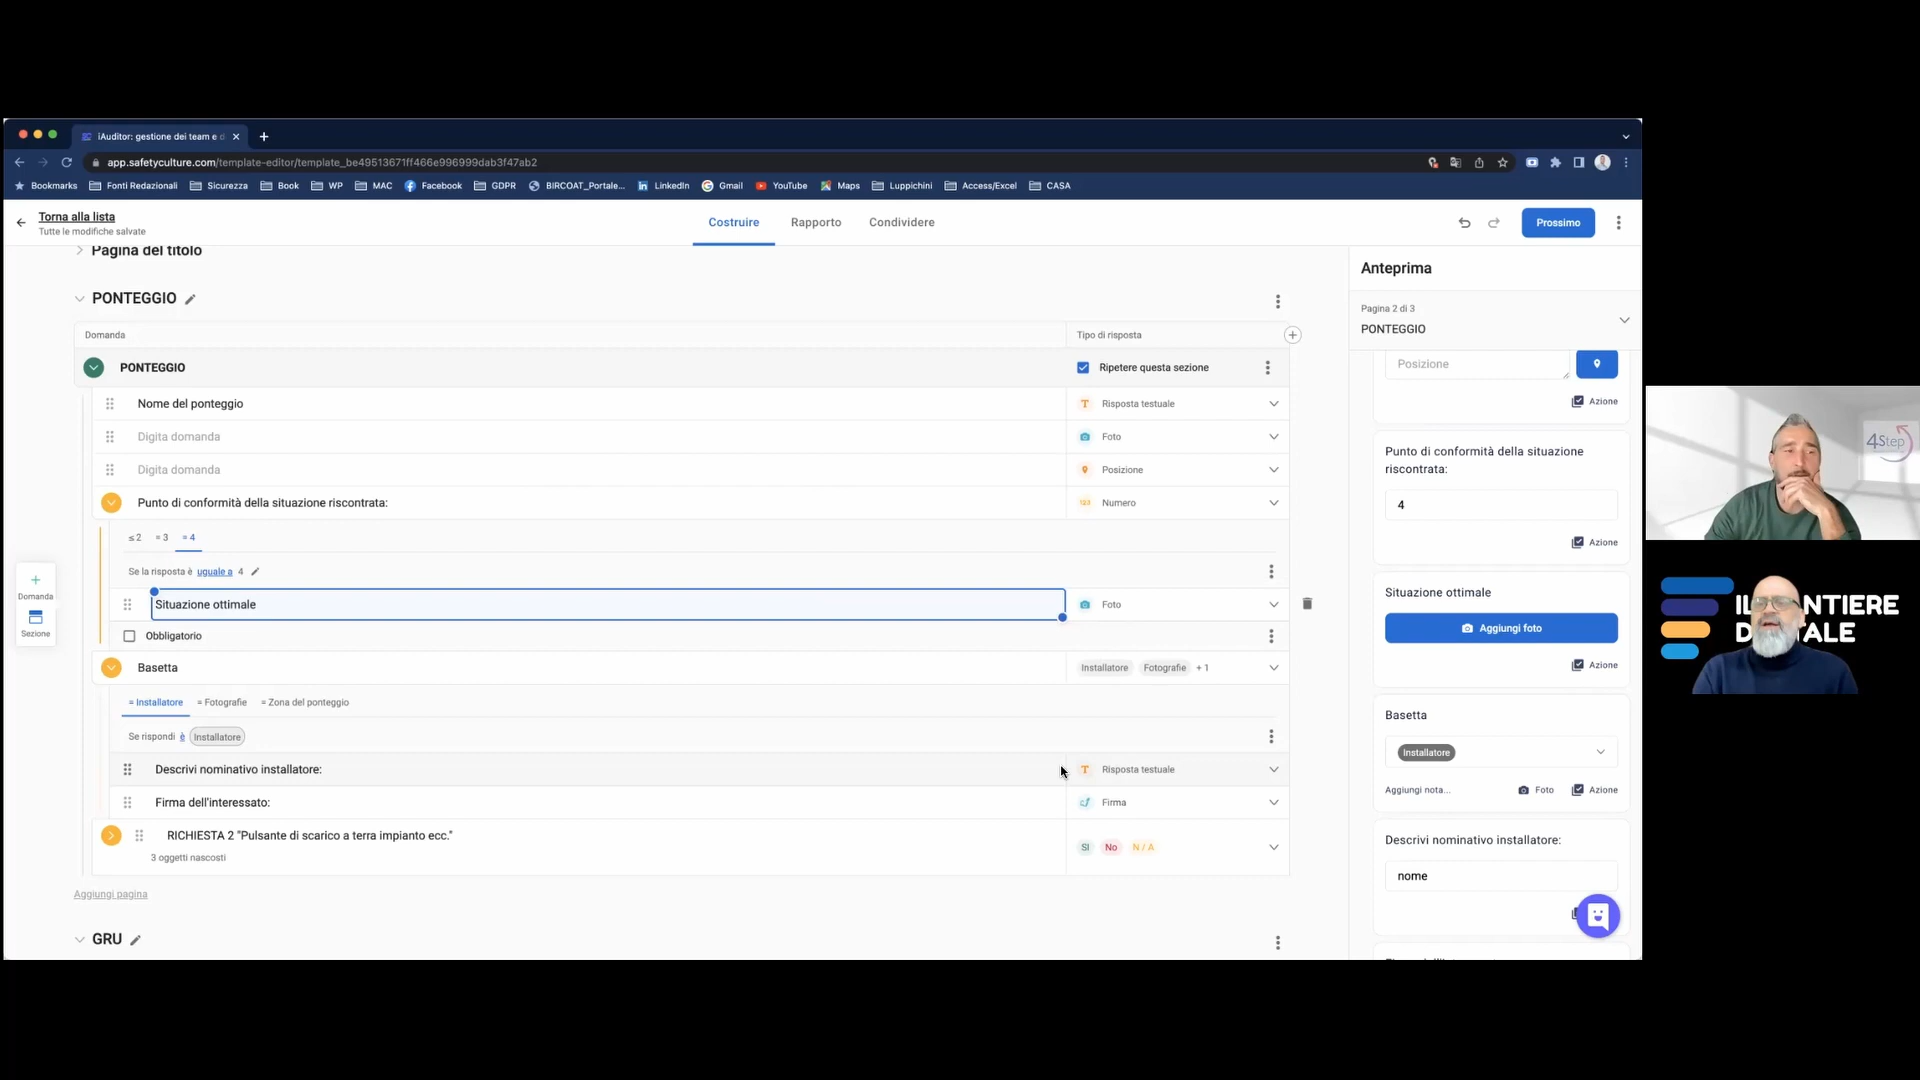 iAuditor: gestione dei team e d
app.safetyculture.com/template-editor/template_be49513671ff466e996999dab3f47ab2
Bookmarks Fonti Redazionali Sicurezza Book WP MAC Facebook GDPR BIRCOAT_Portale... LinkedIn Gmail YouTube Maps Luppichini Access/Excel CASA
Torna alla lista
Tutte le modifiche salvate
Costruire Rapporto Condividere
Prossimo
Pagina del titolo
PONTEGGIO
Domanda Tipo di risposta
PONTEGGIO Ripetere questa sezione
Nome del ponteggio Risposta testuale
Digita domanda Foto
Digita domanda Posizione
Punto di conformità della situazione riscontrata: 123 Numero
≤ 2 = 3 = 4
Se la risposta è uguale a 4
Situazione ottimale Foto
Obbligatorio
Basetta Installatore Fotografie + 1
= Installatore = Fotografie = Zona del ponteggio
Se rispondi è Installatore
Descrivi nominativo installatore: Risposta testuale
Firma dell'interessato: Firma
RICHIESTA 2 "Pulsante di scarico a terra impianto ecc." SI No N / A
3 oggetti nascosti
Aggiungi pagina
GRU
Domanda
Sezione
Anteprima
Pagina 2 di 3
PONTEGGIO
Posizione
Azione
Punto di conformità della situazione
riscontrata:
4
Azione
Situazione ottimale
Aggiungi foto
Azione
Basetta
Installatore
Aggiungi nota... Foto Azione
Descrivi nominativo installatore:
nome
4Step
IL
NTIERE
D
TALE